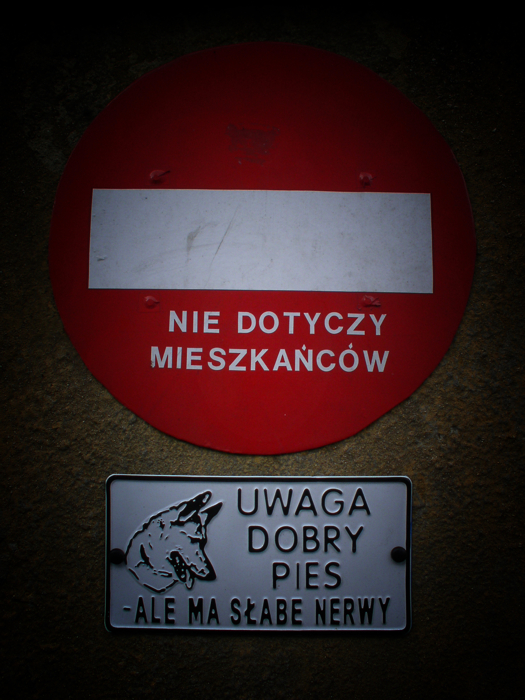 NIE DOTYCZY
MIESZKAŃCÓW
UWAGA
DOBRY
PIES
-ALE MA SŁABE NERWY